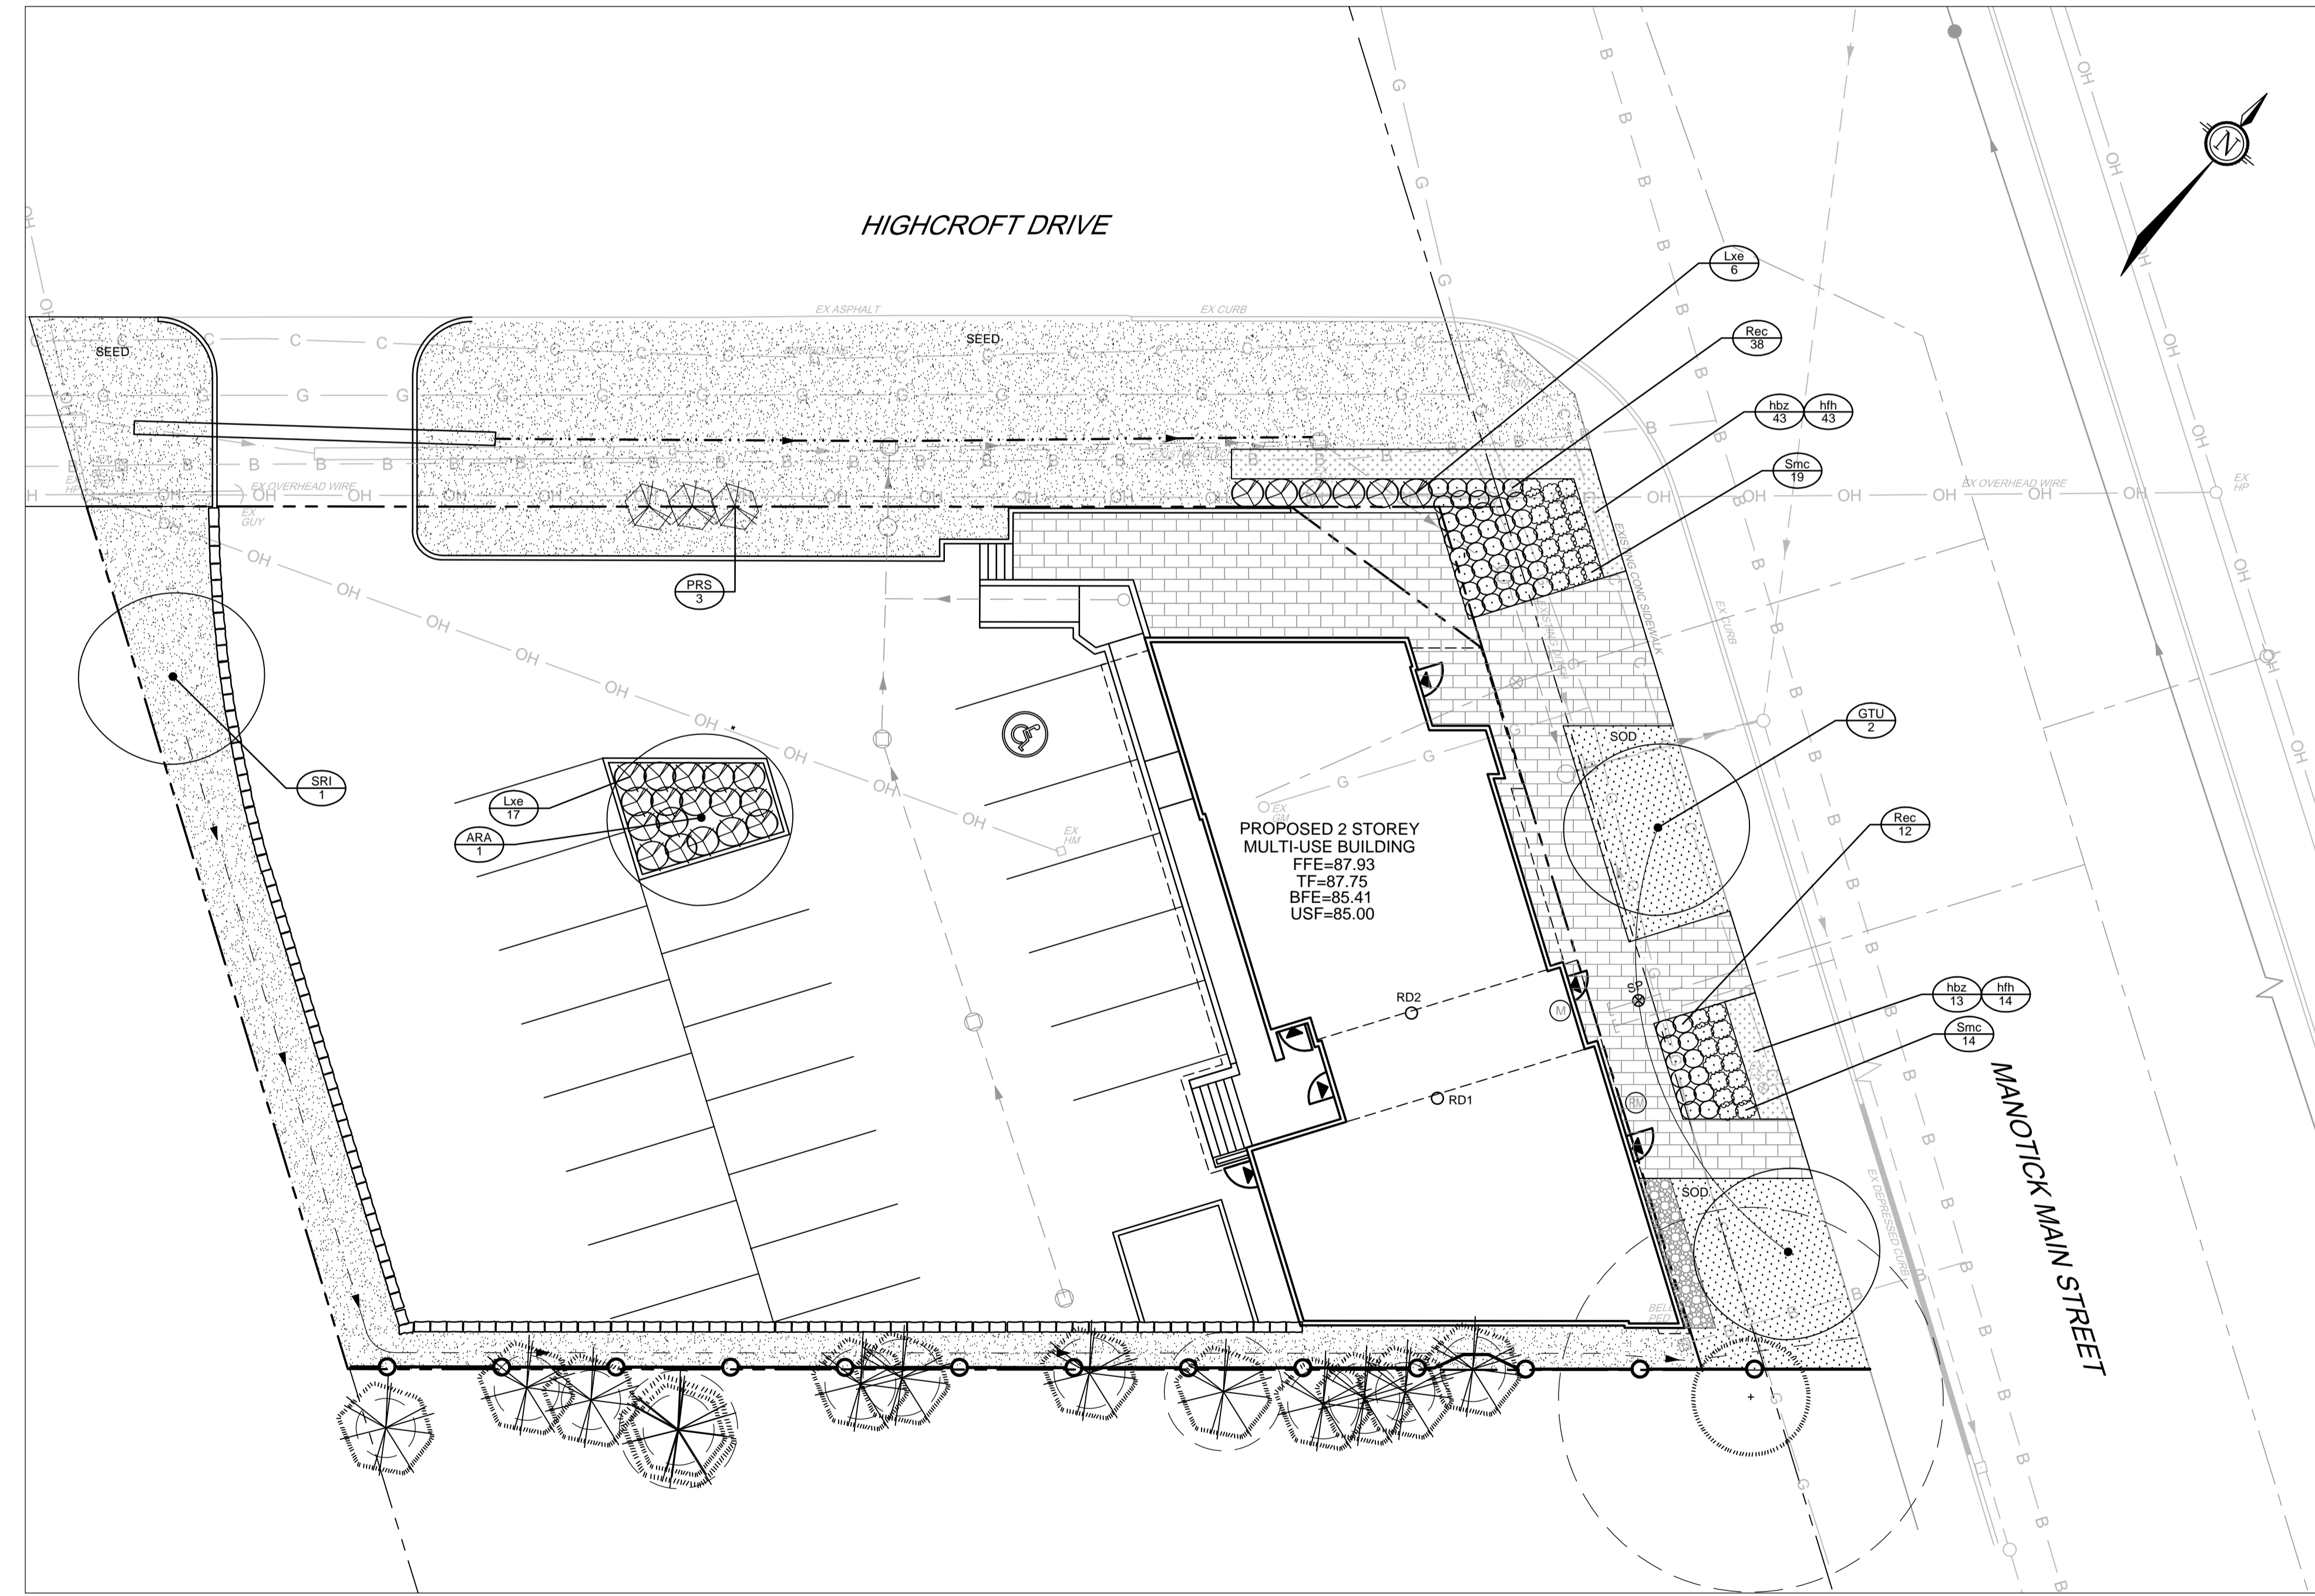 HIGHCROFT DRIVE
N
Lxe
6
Rec
38
hbz
43
hfh
43
Smc
19
EX ASPHALT
EX CURB
SEED
SEED
EX OVERHEAD WIRE
EX OVERHEAD WIRE
EX
HP
EX
GUY
PRS
3
EXISTING CONC SIDEWALK
EX CURB
SRI
1
Lxe
17
ARA
1
EX
HM
EX
GM
PROPOSED 2 STOREY
MULTI-USE BUILDING
FFE=87.93
TF=87.75
BFE=85.41
USF=85.00
SOD
GTU
2
Rec
12
RD2
M
SP
hbz
13
hfh
14
Smc
14
RD1
RM
SOD
EX DEPRESSED CURB
MANOTICK MAIN STREET